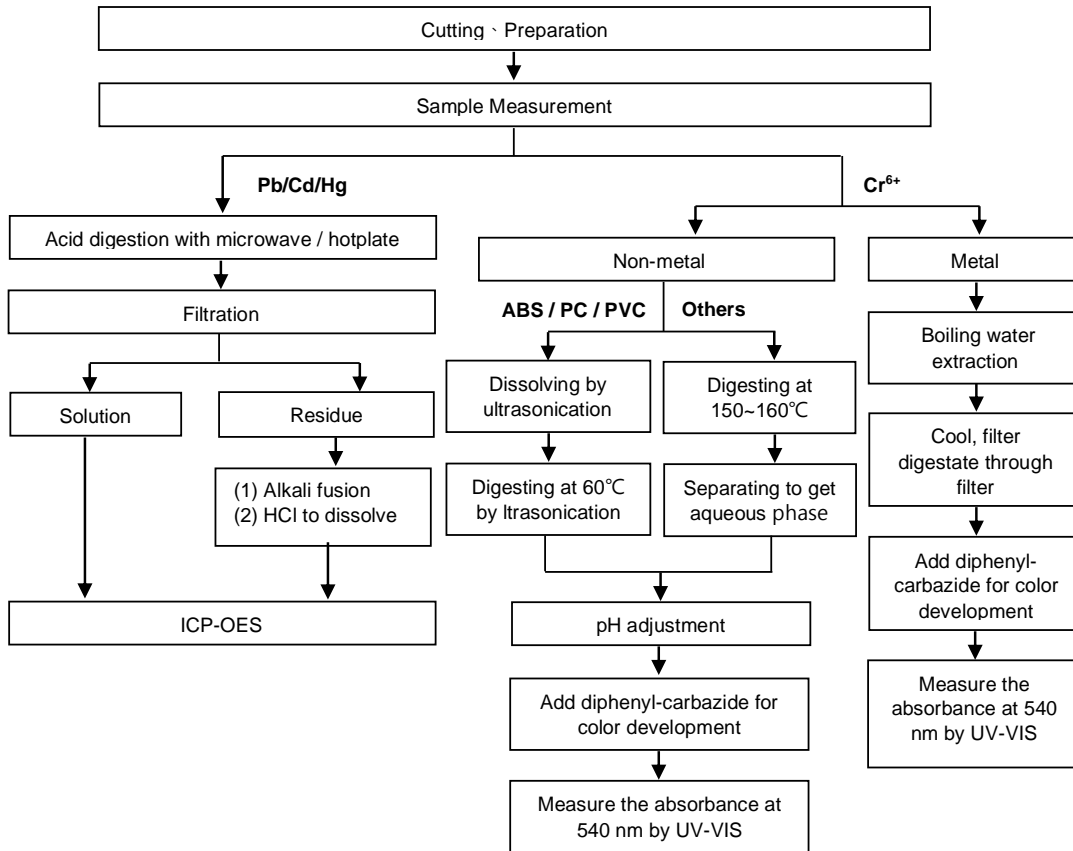 Cutting、Preparation
Sample Measurement
Pb/Cd/Hg
Cr⁶⁺
Acid digestion with microwave / hotplate
Filtration
Solution
Residue
(1) Alkali fusion
(2) HCl to dissolve
ICP-OES
Non-metal
ABS / PC / PVC
Others
Dissolving by
ultrasonication
Digesting at 60℃
by ltrasonication
Digesting at
150~160℃
Separating to get
aqueous phase
pH adjustment
Add diphenyl-carbazide for
color development
Measure the absorbance at
540 nm by UV-VIS
Metal
Boiling water
extraction
Cool, filter
digestate through
filter
Add diphenyl-
carbazide for color
development
Measure the
absorbance at 540
nm by UV-VIS